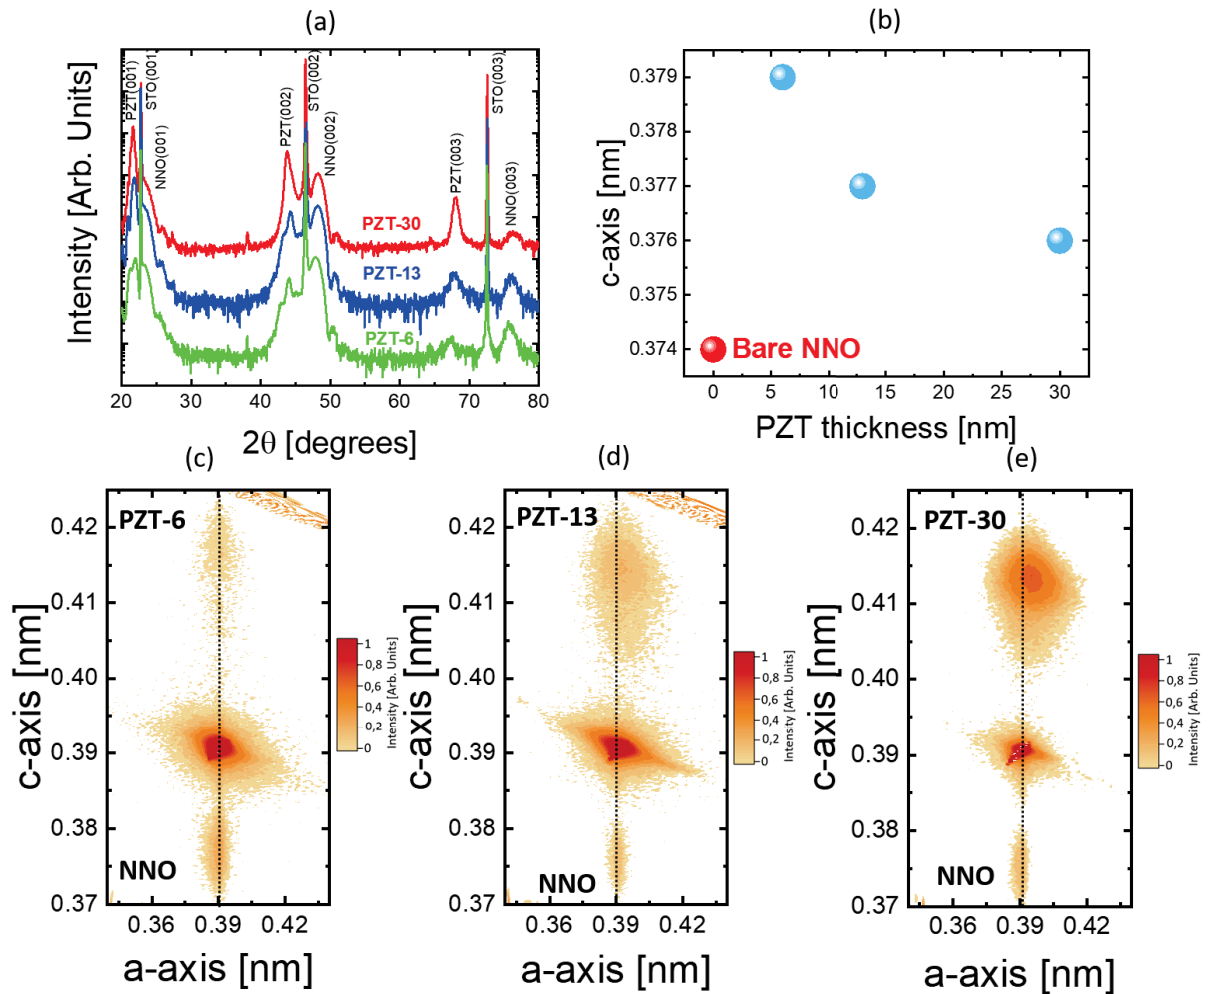 (a)
Intensity [Arb. Units]
PZT(001)
STO(001)
NNO(001)
PZT(002)
STO(002)
NNO(002)
PZT(003)
STO(003)
NNO(003)
PZT-30
PZT-13
PZT-6
20 30 40 50 60 70 80
2θ [degrees]
(b)
c-axis [nm]
0.379
0.378
0.377
0.376
0.375
0.374
Bare NNO
0 5 10 15 20 25 30
PZT thickness [nm]
(c)
c-axis [nm]
0.42
0.41
0.40
0.39
0.38
0.37
PZT-6
NNO
1
0,8
0,6
0,4
0,2
0
Intensity [Arb. Units]
0.36 0.39 0.42
a-axis [nm]
(d)
c-axis [nm]
0.42
0.41
0.40
0.39
0.38
0.37
PZT-13
NNO
1
0,8
0,6
0,4
0,2
0
Intensity [Arb. Units]
0.36 0.39 0.42
a-axis [nm]
(e)
c-axis [nm]
0.42
0.41
0.40
0.39
0.38
0.37
PZT-30
NNO
1
0,8
0,6
0,4
0,2
0
Intensity [Arb. Units]
0.36 0.39 0.42
a-axis [nm]